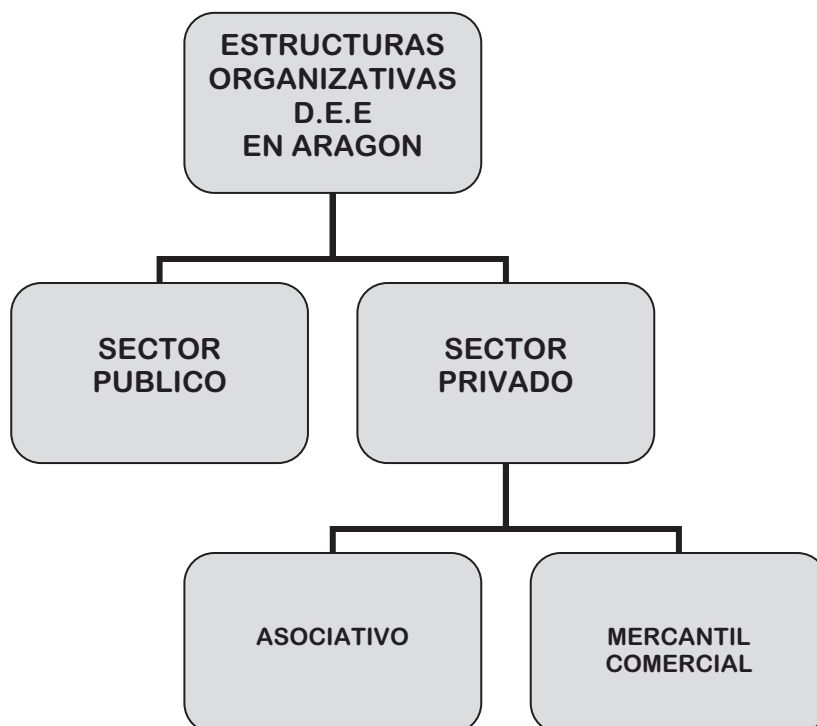 ESTRUCTURAS
ORGANIZATIVAS
D.E.E
EN ARAGON
SECTOR
PUBLICO
SECTOR
PRIVADO
ASOCIATIVO
MERCANTIL
COMERCIAL